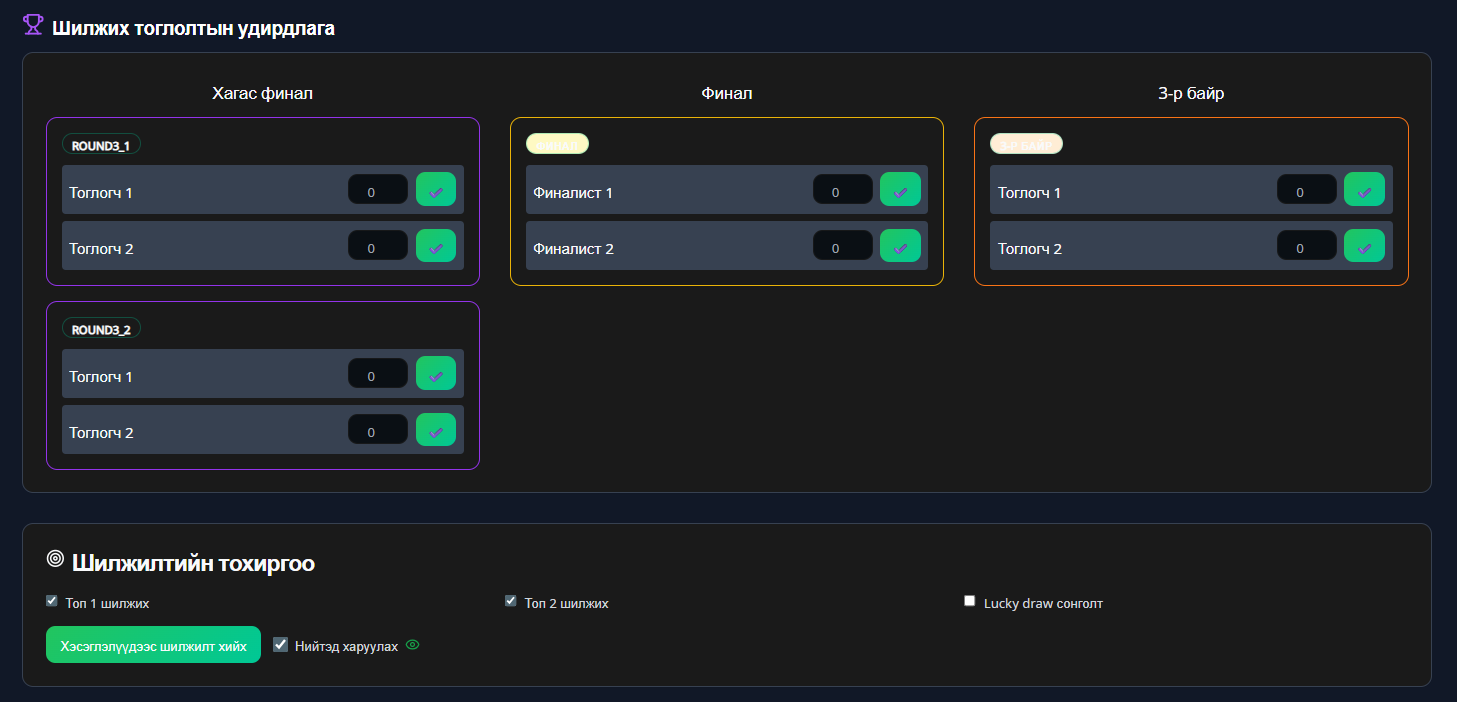 Шилжих тоглолтын удирдлага
Хагас финал
ROUND3_1
Тоглогч 1 0
Тоглогч 2 0
ROUND3_2
Тоглогч 1 0
Тоглогч 2 0
Финал
Финалист 1 0
Финалист 2 0
3-р байр
3-Р БАЙР
Тоглогч 1 0
Тоглогч 2 0
Шилжилтийн тохиргоо
Топ 1 шилжих
Топ 2 шилжих
Lucky draw сонголт
Хэсэглэлүүдээс шилжилт хийх
Нийтэд харуулах